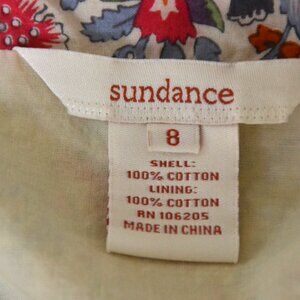 sundance
8
SHELL:
100% COTTON
LINING:
100% COTTON
RN 106205
MADE IN CHINA